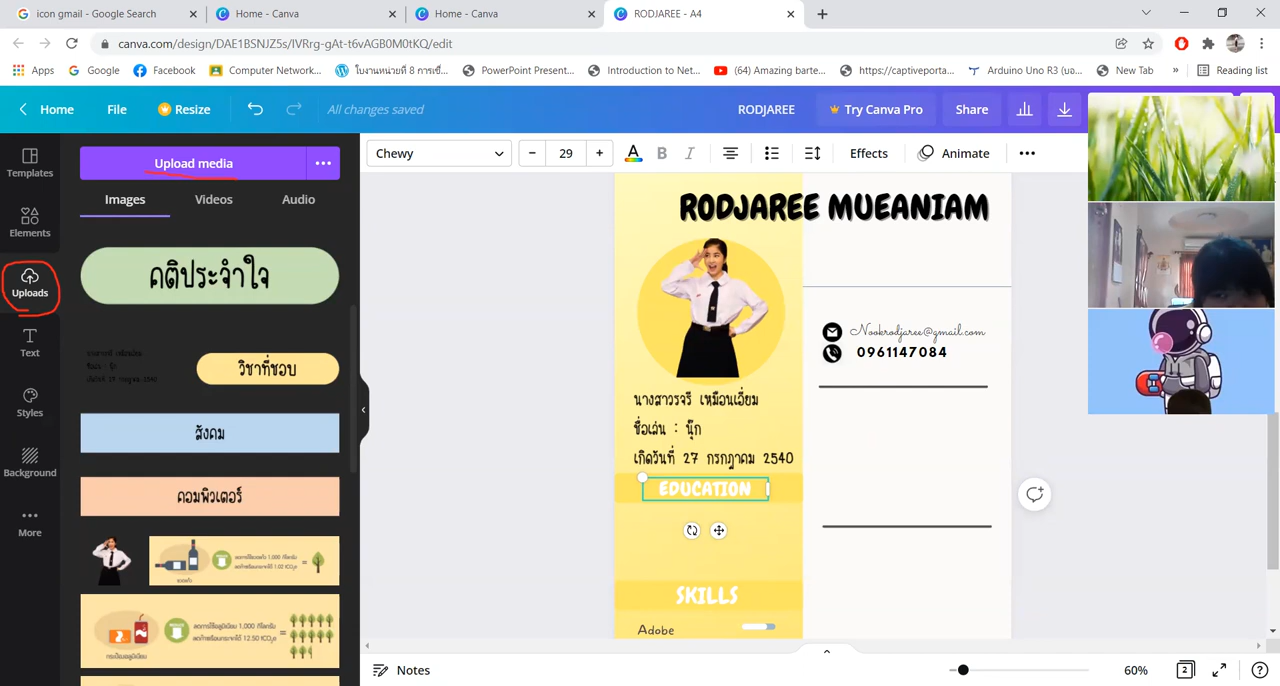 icon gmail - Google Search
Home - Canva
Home - Canva
RODJAREE - A4
canva.com/design/DAE1BSNJZ5s/IVRrg-gAt-t6vAGB0M0tKQ/edit
Apps
Google
Facebook
Computer Network...
ใบงานหน่วยที่ 8 การเขี...
PowerPoint Present...
Introduction to Net...
(64) Amazing barte...
https://captiveporta...
Arduino Uno R3 (บอ...
New Tab
»
Reading list
Home
File
Resize
All changes saved
RODJAREE
Try Canva Pro
Share
Templates
Elements
Uploads
Text
Styles
Background
More
Upload media
Images
Videos
Audio
คติประจำใจ
วิชาที่ชอบ
สังคม
คอมพิวเตอร์
Chewy
29
B
I
Effects
Animate
RODJAREE MUEANIAM
นางสาวรจรี เหมือนเอี่ยม
ชื่อเล่น : นุ๊ก
เกิดวันที่ 27 กรกฎาคม 2540
EDUCATION
SKILLS
Adobe
Nookrodjaree@gmail.com
0961147084
Notes
60%
2